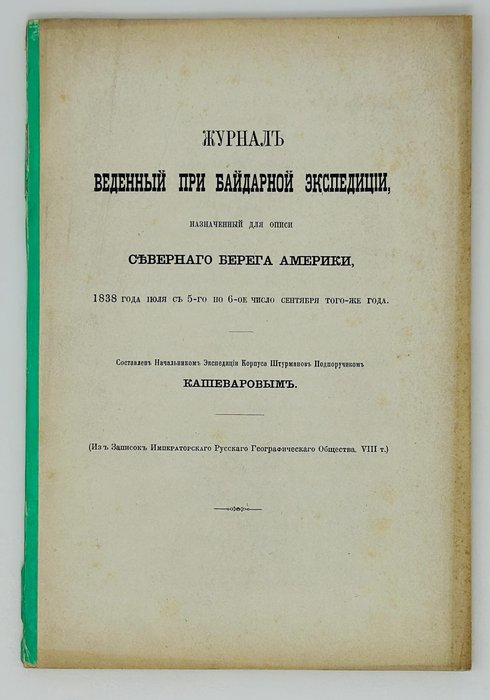 ЖУРНАЛЪ
ВЕДЕННЫЙ ПРИ БАЙДАРНОЙ ЭКСПЕДИЦІИ,
НАЗНАЧЕННЫЙ ДЛЯ ОПИСИ
СѢВЕРНАГО БЕРЕГА АМЕРИКИ,
1838 ГОДА ІЮЛЯ СЪ 5-ГО ПО 6-ОЕ ЧИСЛО СЕНТЯБРЯ ТОГО-ЖЕ ГОДА.
Составленъ Начальникомъ Экспедиціи Корпуса Штурмановъ Подпоручикомъ
КАШЕВАРОВЫМЪ.
(Изъ Записокъ Императорскаго Русскаго Географическаго Общества. VIII т.)